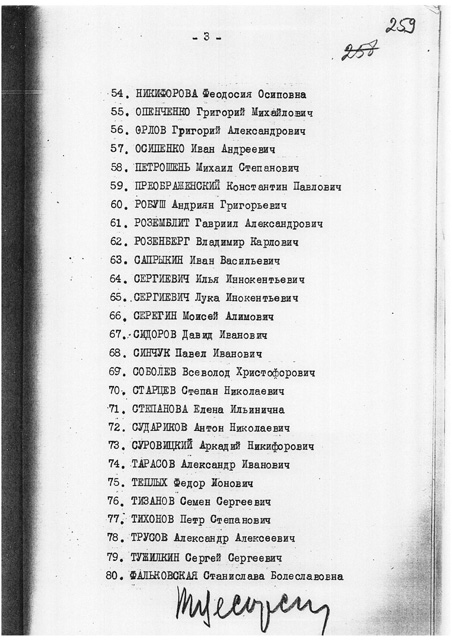 - 3 -
259
258
54. НИКИФОРОВА Феодосия Осиповна
55. ОПЕНЧЕНКО Григорий Михайлович
56. ОРЛОВ Григорий Александрович
57. ОСИПЕНКО Иван Андреевич
58. ПЕТРОШЕНЬ Михаил Степанович
59. ПРЕОБРАЖЕНСКИЙ Константин Павлович
60. РОБУШ Андриян Григорьевич
61. РОЗЕМБЛИТ Гавриил Александрович
62. РОЗЕНБЕРГ Владимир Карлович
63. САПРЫКИН Иван Васильевич
64. СЕРГИЕВИЧ Илья Иннокентьевич
65. СЕРГИЕВИЧ Лука Инокентьевич
66. СЕРЕГИН Моисей Алимович
67. СИДОРОВ Давид Иванович
68. СИНЧУК Павел Иванович
69. СОБОЛЕВ Всеволод Христофорович
70. СТАРЦЕВ Степан Николаевич
71. СТЕПАНОВА Елена Ильинична
72. СУДАРИКОВ Антон Николаевич
73. СУРОВИЦКИЙ Аркадий Никифорович
74. ТАРАСОВ Александр Иванович
75. ТЕПЛЫХ Федор Ионович
76. ТИЗАНОВ Семен Сергеевич
77. ТИХОНОВ Петр Степанович
78. ТРУСОВ Александр Алексеевич
79. ТУЖИЛКИН Сергей Сергеевич
80. ФАЛЬКОВСКАЯ Станислава Болеславовна